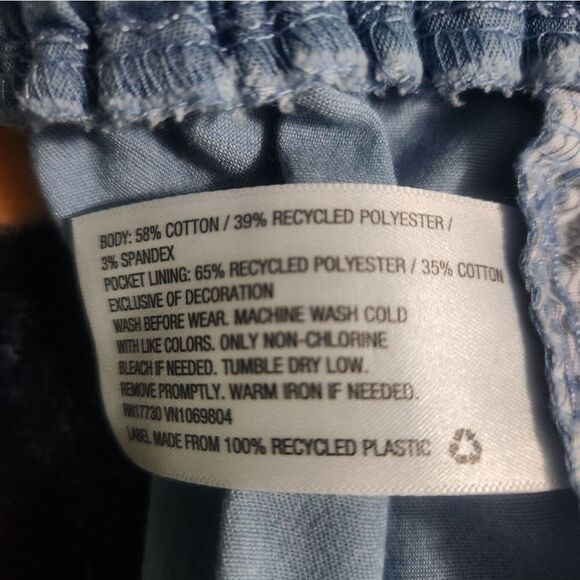 BODY: 58% COTTON / 39% RECYCLED POLYESTER /
3% SPANDEX
POCKET LINING: 65% RECYCLED POLYESTER / 35% COTTON
EXCLUSIVE OF DECORATION
WASH BEFORE WEAR. MACHINE WASH COLD
WITH LIKE COLORS. ONLY NON-CHLORINE
BLEACH IF NEEDED. TUMBLE DRY LOW.
REMOVE PROMPTLY. WARM IRON IF NEEDED.
RN17730 VN1069804
LABEL MADE FROM 100% RECYCLED PLASTIC